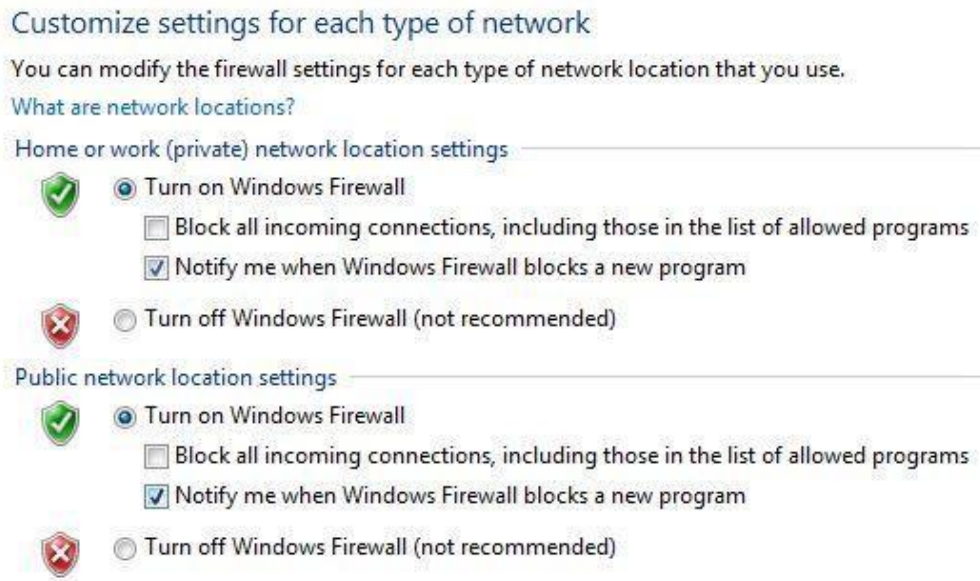 Customize settings for each type of network
You can modify the firewall settings for each type of network location that you use.
What are network locations?
Home or work (private) network location settings
Turn on Windows Firewall
Block all incoming connections, including those in the list of allowed programs
Notify me when Windows Firewall blocks a new program
Turn off Windows Firewall (not recommended)
Public network location settings
Turn on Windows Firewall
Block all incoming connections, including those in the list of allowed programs
Notify me when Windows Firewall blocks a new program
Turn off Windows Firewall (not recommended)